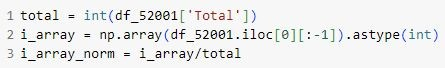 1 total = int(df_52001['Total'])
2 i_array = np.array(df_52001.iloc[0][:-1]).astype(int)
3 i_array_norm = i_array/total